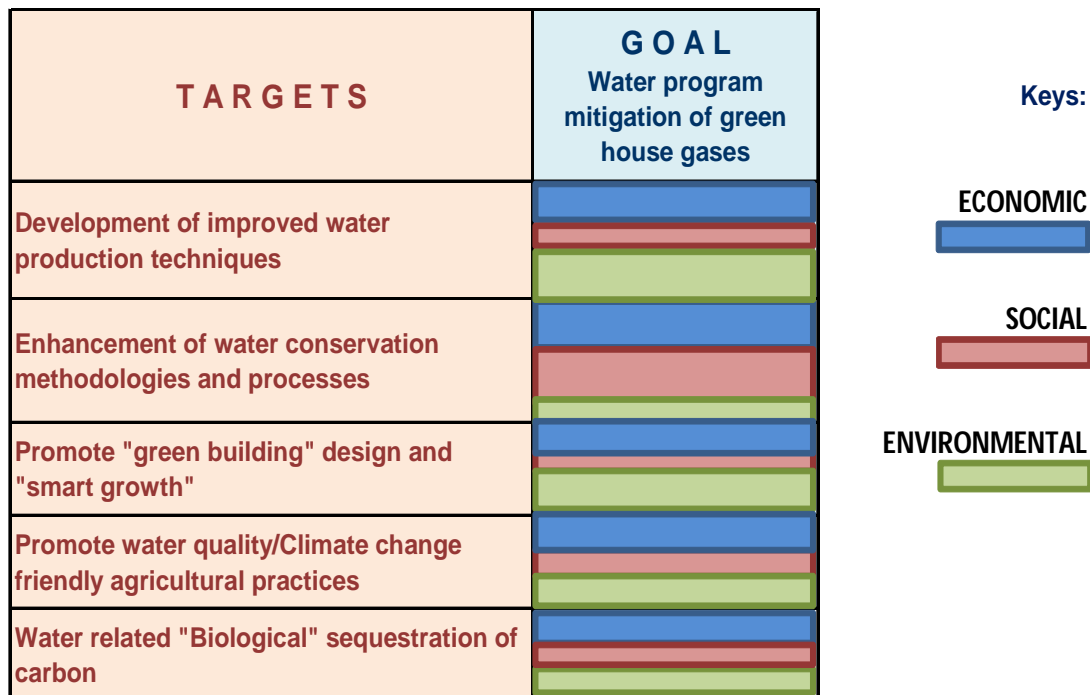 T A R G E T S
G O A L
Water program
mitigation of green
house gases
Keys:
Development of improved water
production techniques
ECONOMIC
Enhancement of water conservation
methodologies and processes
SOCIAL
Promote "green building" design and
"smart growth"
ENVIRONMENTAL
Promote water quality/Climate change
friendly agricultural practices
Water related "Biological" sequestration of
carbon